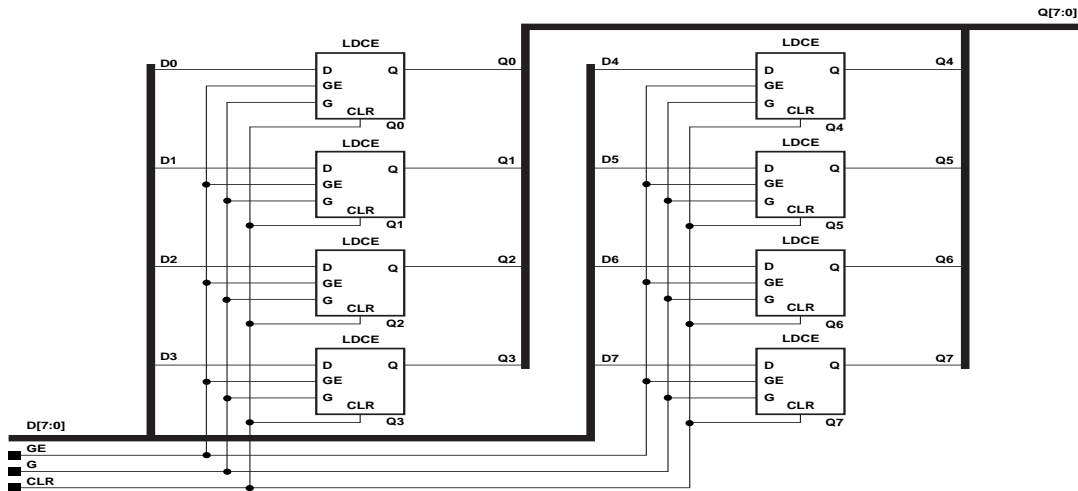 Q[7:0]
LDCE
D0
D
Q
Q0
GE
G
CLR
Q0
LDCE
D1
D
Q
Q1
GE
G
CLR
Q1
LDCE
D2
D
Q
Q2
GE
G
CLR
Q2
LDCE
D3
D
Q
Q3
GE
G
CLR
Q3
LDCE
D4
D
Q
Q4
GE
G
CLR
Q4
LDCE
D5
D
Q
Q5
GE
G
CLR
Q5
LDCE
D6
D
Q
Q6
GE
G
CLR
Q6
LDCE
D7
D
Q
Q7
GE
G
CLR
Q7
D[7:0]
GE
G
CLR